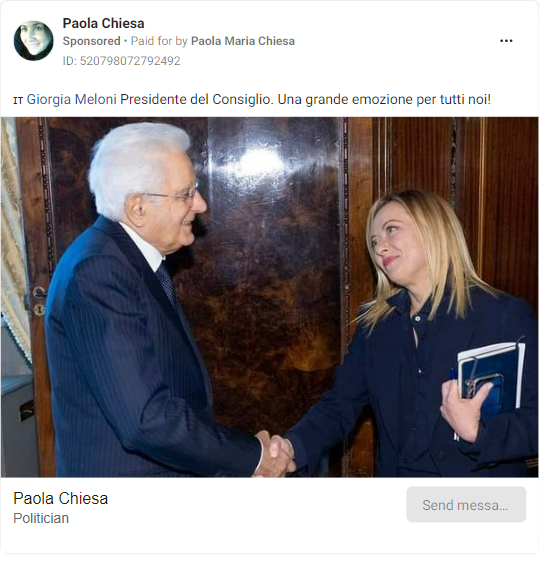 Paola Chiesa
Sponsored • Paid for by Paola Maria Chiesa
ID: 520798072792492
IT Giorgia Meloni Presidente del Consiglio. Una grande emozione per tutti noi!
Paola Chiesa
Politician
Send messa...